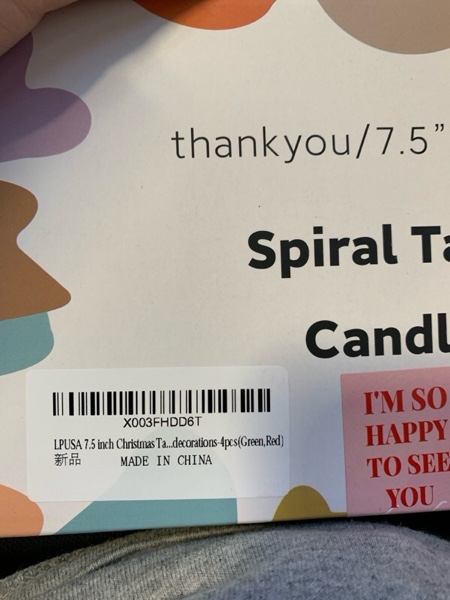 thankyou/7.5”
Spiral Ta
Candl
X003FHDD6T
LPUSA 7.5 inch Christmas Ta...decorations-4pcs(Green,Red)
新品 MADE IN CHINA
I'M SO
HAPPY
TO SEE
YOU